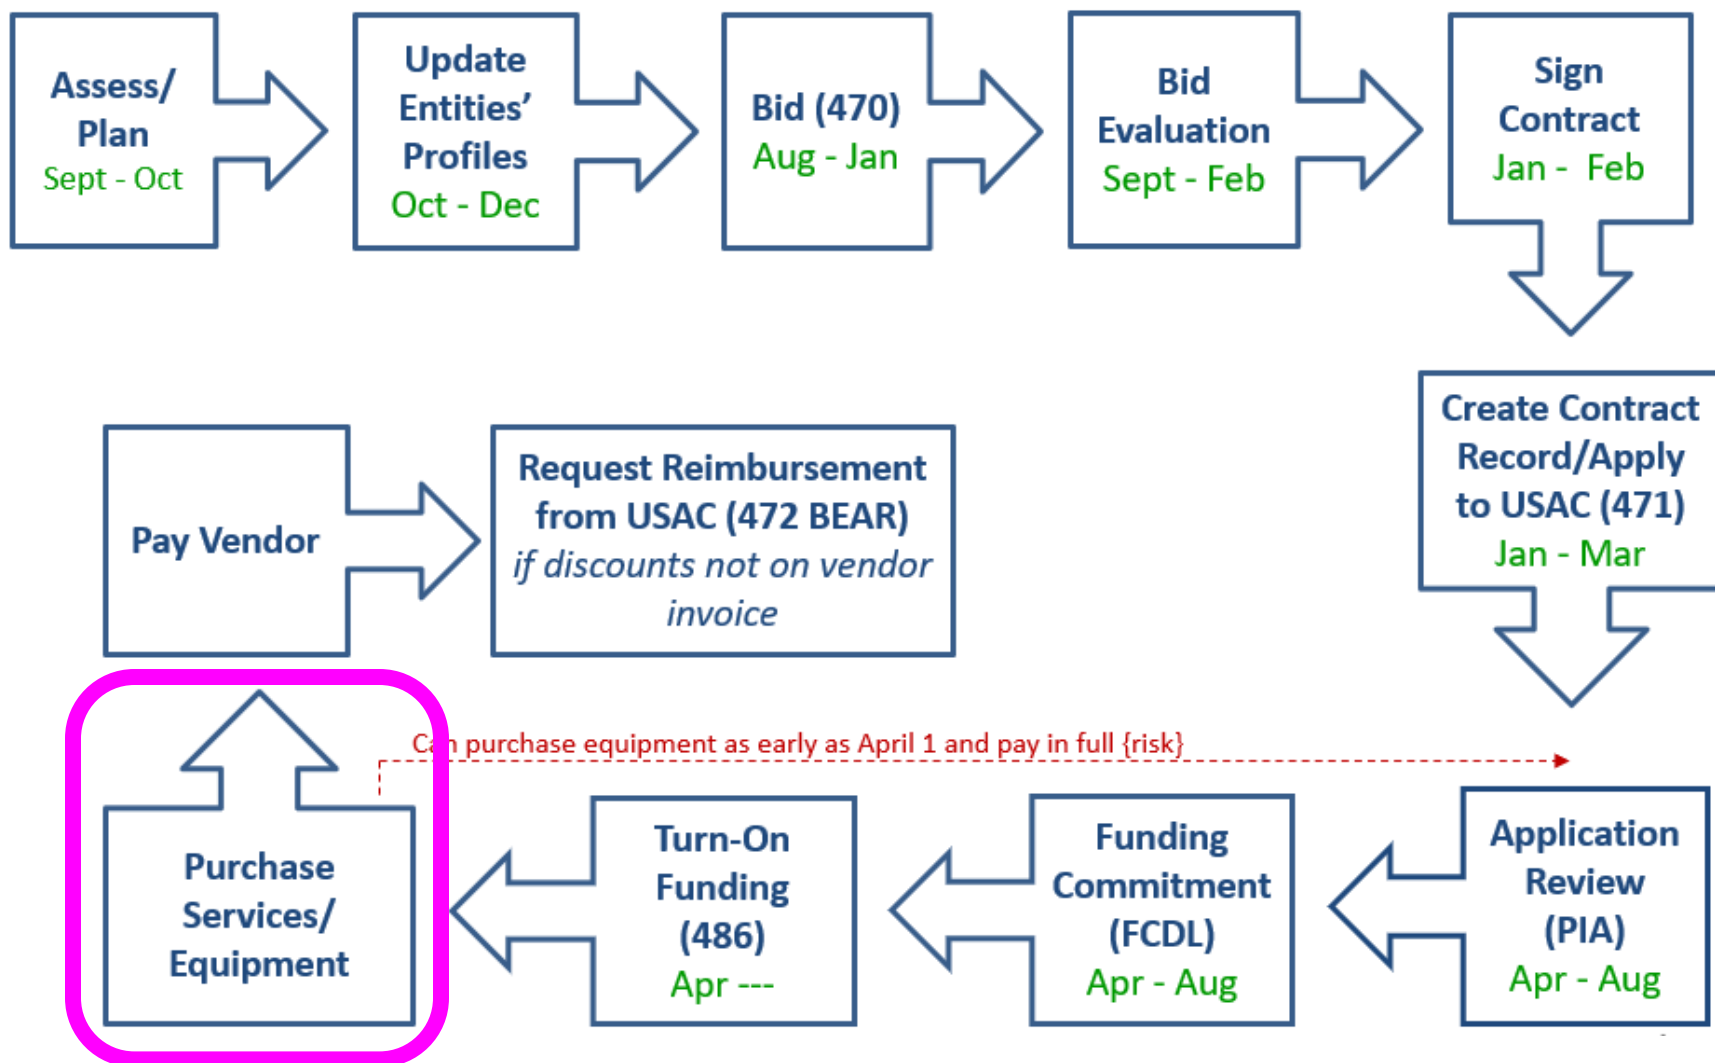 Assess/
Plan
Sept - Oct
Update
Entities’
Profiles
Oct - Dec
Bid (470)
Aug - Jan
Bid
Evaluation
Sept - Feb
Sign
Contract
Jan -  Feb
Create Contract
Record/Apply
to USAC (471)
Jan - Mar
Application
Review
(PIA)
Apr - Aug
Funding
Commitment
(FCDL)
Apr - Aug
Turn-On
Funding
(486)
Apr ---
Can purchase equipment as early as April 1 and pay in full {risk}
Purchase
Services/
Equipment
Pay Vendor
Request Reimbursement
from USAC (472 BEAR)
if discounts not on vendor
invoice